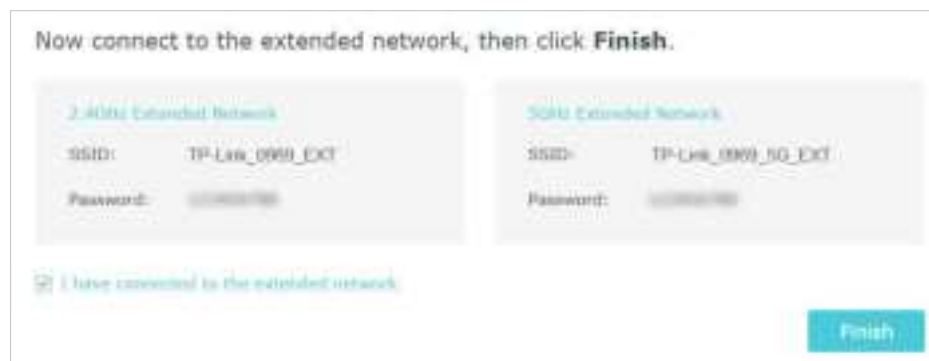 Now connect to the extended network, then click Finish.
2.4GHz Extended Network
SSID: TP-Link_0969_EXT
Password:
5GHz Extended Network
SSID: TP-Link_0969_5G_EXT
Password:
I have connected to the extended network.
Finish